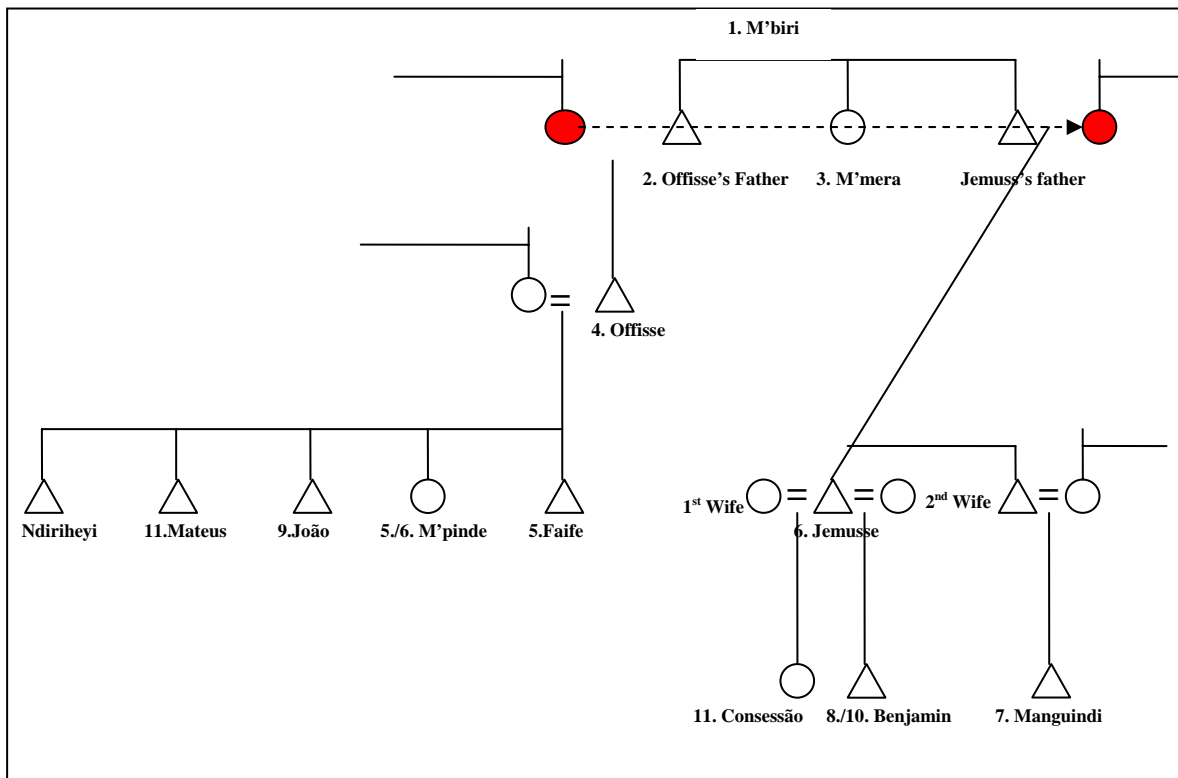 1. M’biri
2. Offisse’s Father
3. M’mera
Jemuss’s father
=
4. Offisse
1st Wife
=
=
2nd Wife
=
Ndiriheyi
11.Mateus
9.João
5./6. M’pinde
5.Faife
6. Jemusse
11. Consessão
8./10. Benjamin
7. Manguindi